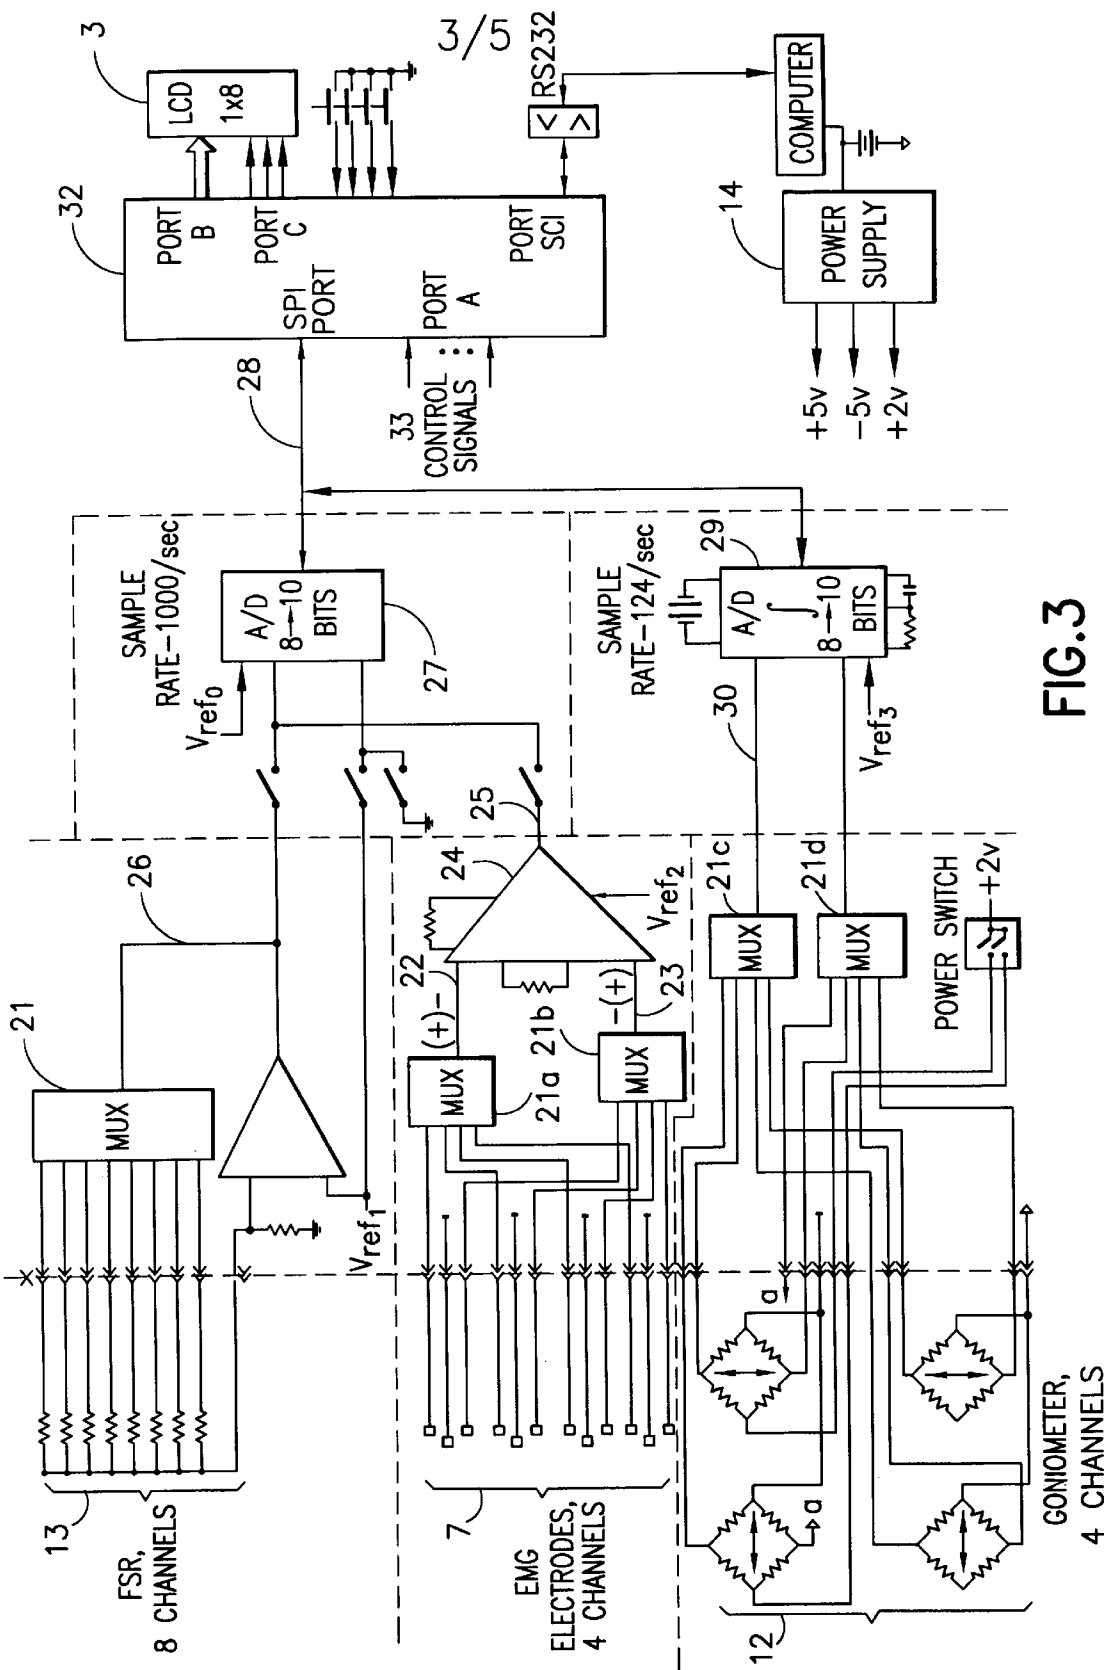 3/5
3
LCD
1x8
32
PORT
B
PORT
C
SPI
PORT
PORT
A
PORT
SCI
RS232
< >
COMPUTER
14
POWER
SUPPLY
+5v
-5v
+2v
28
33
CONTROL
SIGNALS
SAMPLE
RATE-1000/sec
A/D
8→10
BITS
27
Vref0
SAMPLE
RATE-124/sec
29
A/D
∫
8→10
BITS
Vref3
30
26
25
24
Vref2
21
MUX
Vref1
22
(+)-
23
-(+)
MUX
21a
21b
MUX
21c
MUX
21d
MUX
POWER SWITCH
+2v
X
a
a
13
FSR,
8 CHANNELS
7
EMG
ELECTRODES,
4 CHANNELS
12
GONIOMETER,
4 CHANNELS
FIG.3